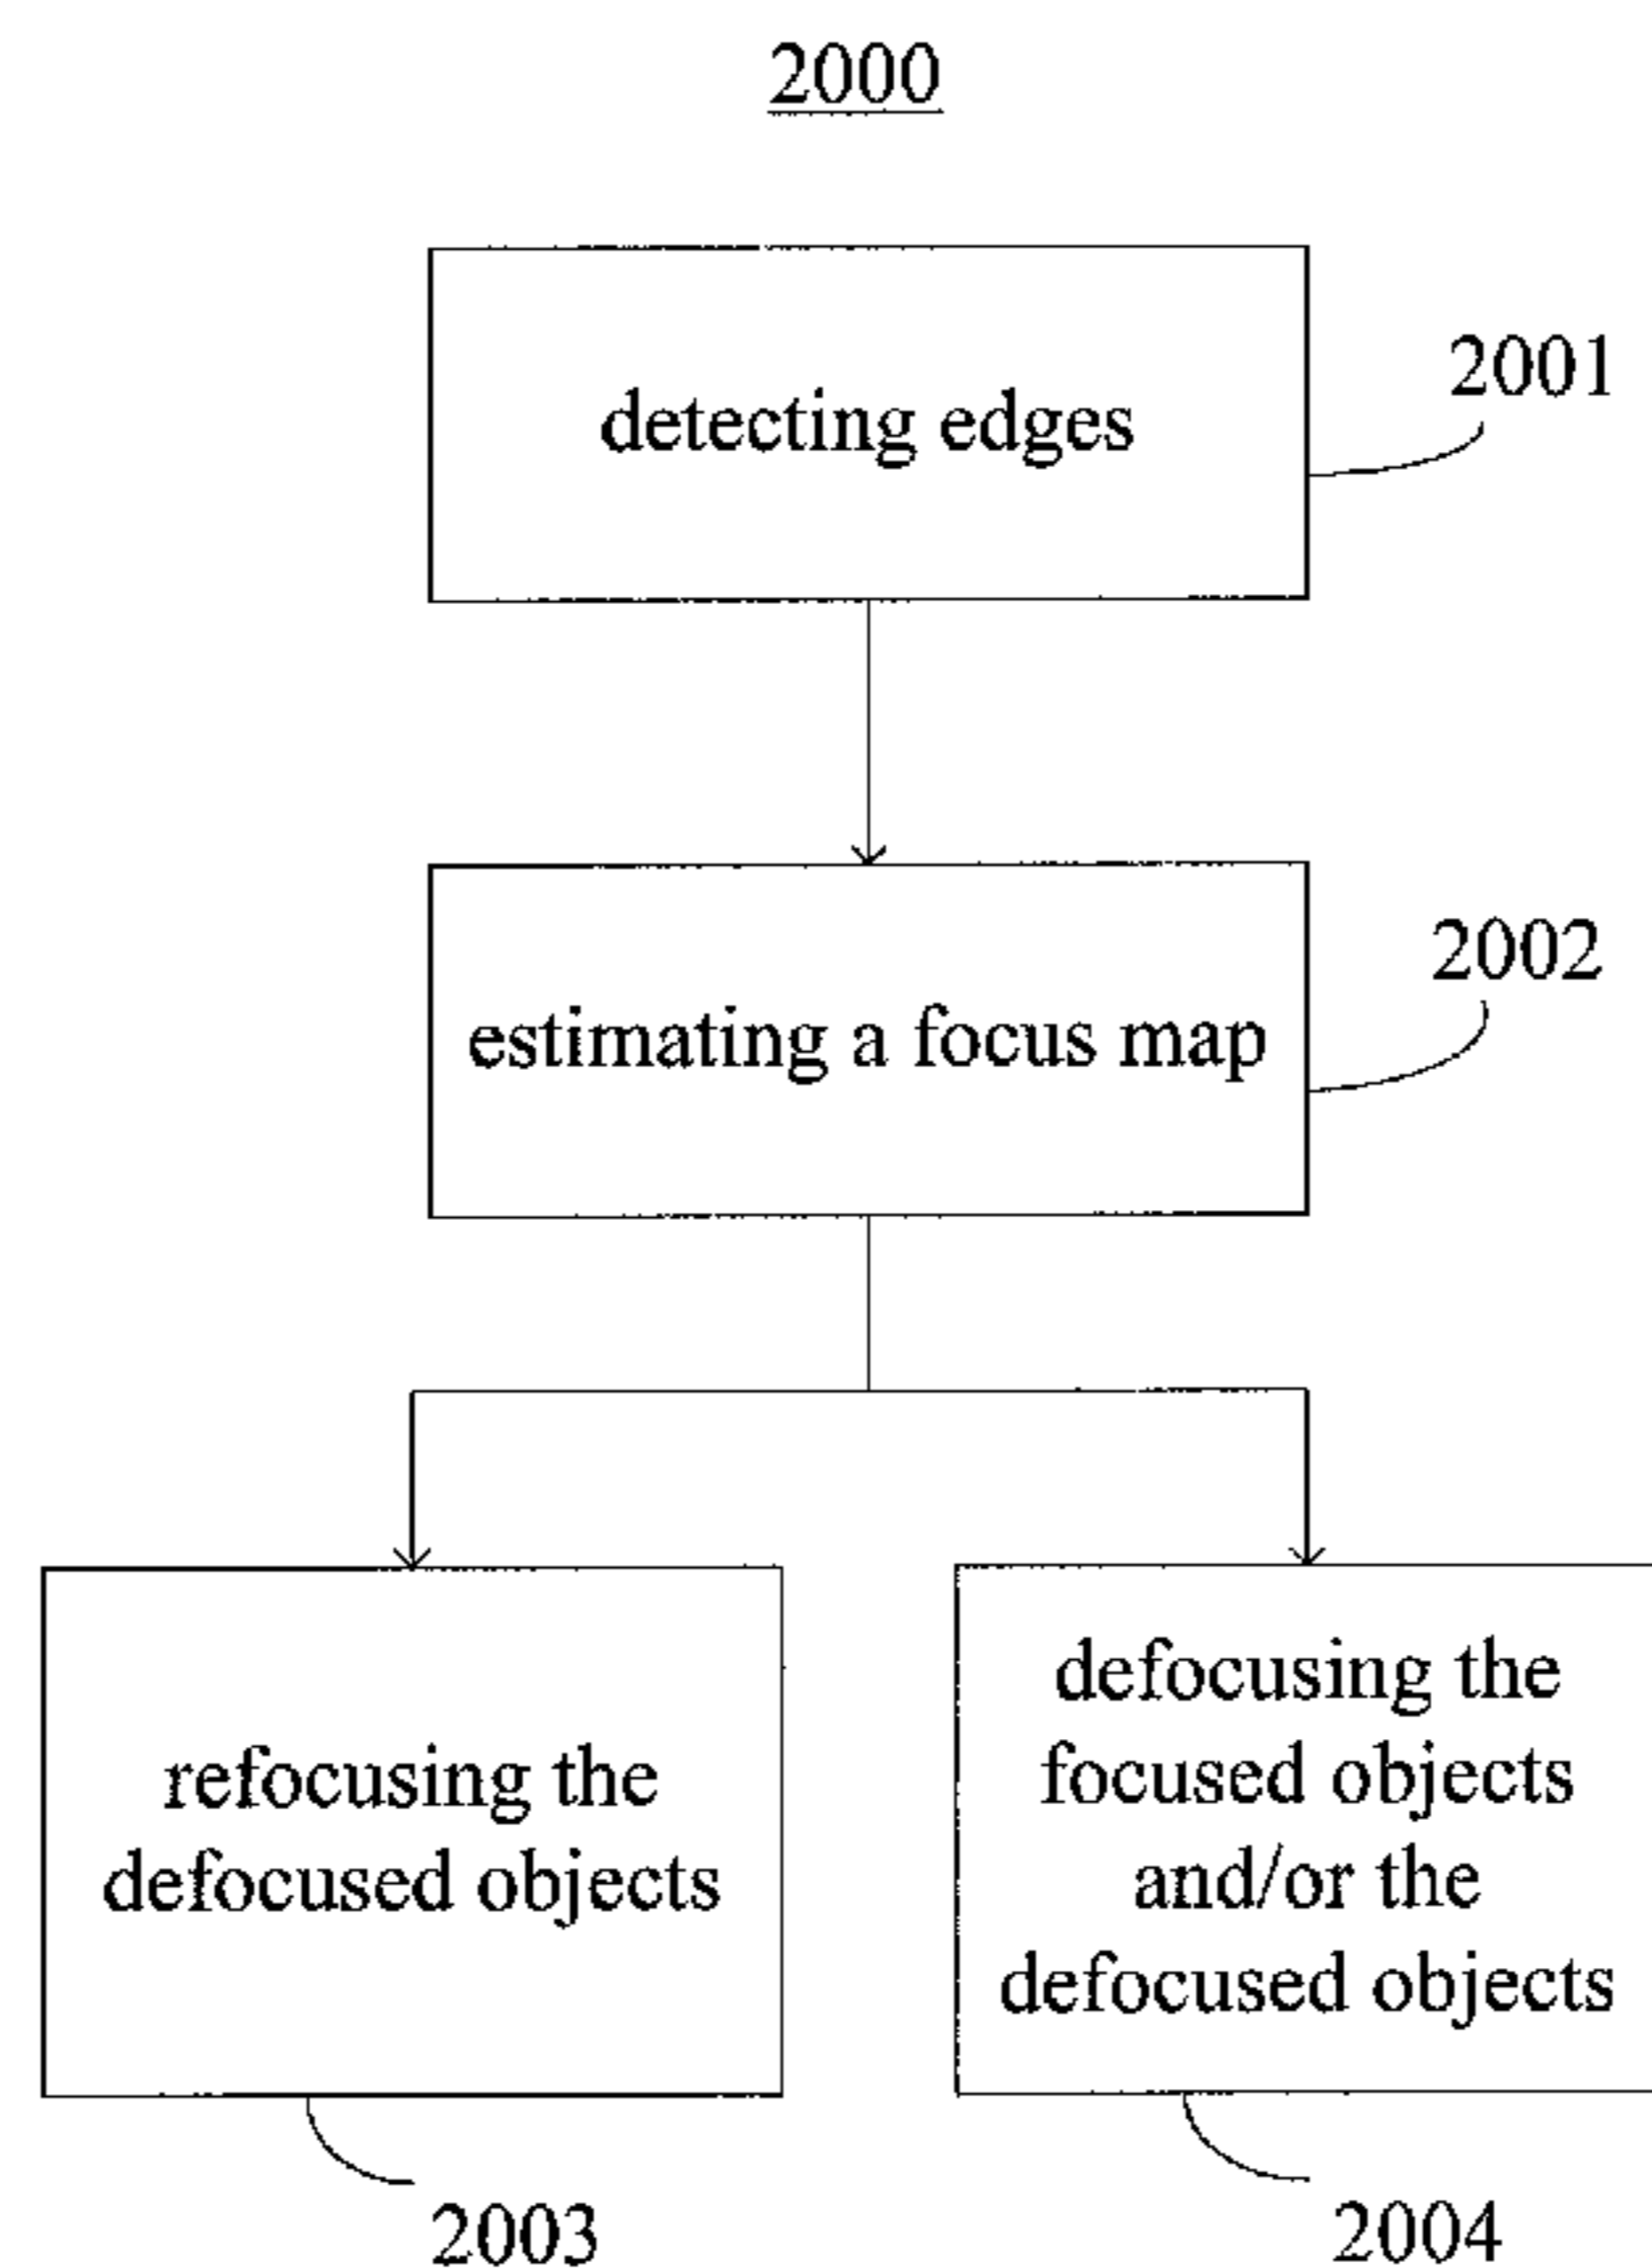 2000
detecting edges
2001
estimating a focus map
2002
refocusing the
defocused objects
2003
defocusing the
focused objects
and/or the
defocused objects
2004